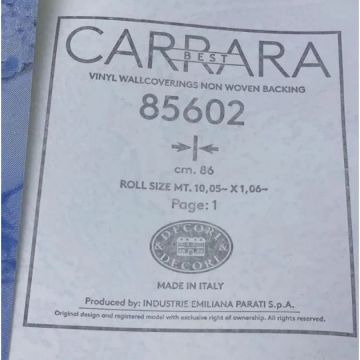 CARRARA
BEST
VINYL WALLCOVERINGS NON WOVEN BACKING
85602
cm. 86
ROLL SIZE MT. 10,05~ X 1,06~
Page: 1
DECORI
DECORI
MADE IN ITALY
Produced by: INDUSTRIE EMILIANA PARATI S.p.A.
Original design and registered model with exclusive right of ownership. All rights reserved.